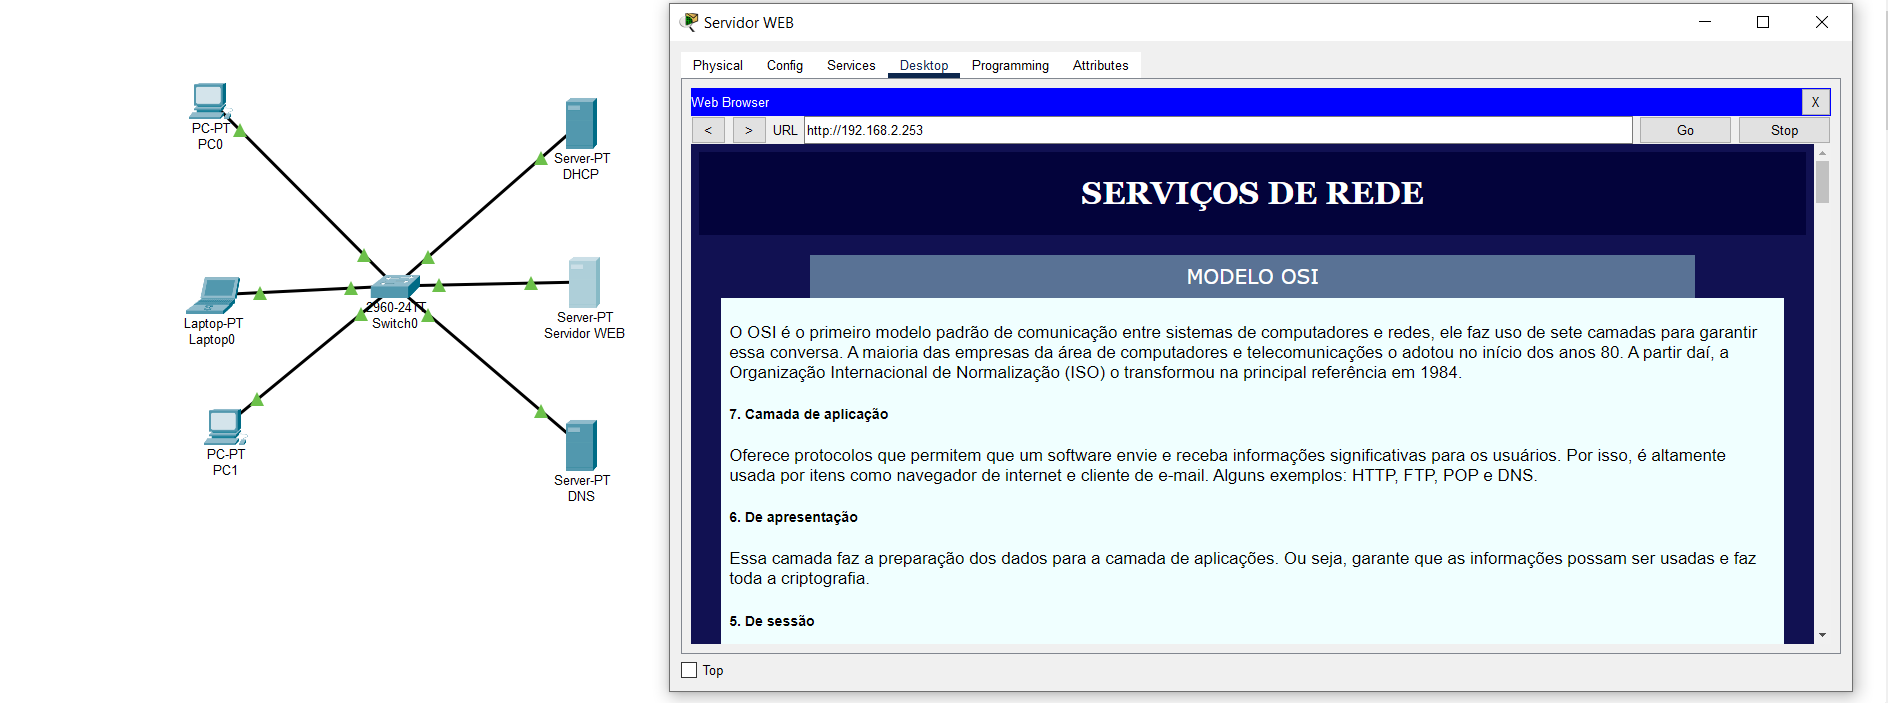 PC-PT
PC0
Server-PT
DHCP
Laptop-PT
Laptop0
2960-24TT
Switch0
Server-PT
Servidor WEB
PC-PT
PC1
Server-PT
DNS
Servidor WEB
Physical Config Services Desktop Programming Attributes
Web Browser X
< > URL http://192.168.2.253 Go Stop
SERVIÇOS DE REDE
MODELO OSI
O OSI é o primeiro modelo padrão de comunicação entre sistemas de computadores e redes, ele faz uso de sete camadas para garantir
essa conversa. A maioria das empresas da área de computadores e telecomunicações o adotou no início dos anos 80. A partir daí, a
Organização Internacional de Normalização (ISO) o transformou na principal referência em 1984.
7. Camada de aplicação
Oferece protocolos que permitem que um software envie e receba informações significativas para os usuários. Por isso, é altamente
usada por itens como navegador de internet e cliente de e-mail. Alguns exemplos: HTTP, FTP, POP e DNS.
6. De apresentação
Essa camada faz a preparação dos dados para a camada de aplicações. Ou seja, garante que as informações possam ser usadas e faz
toda a criptografia.
5. De sessão
Top